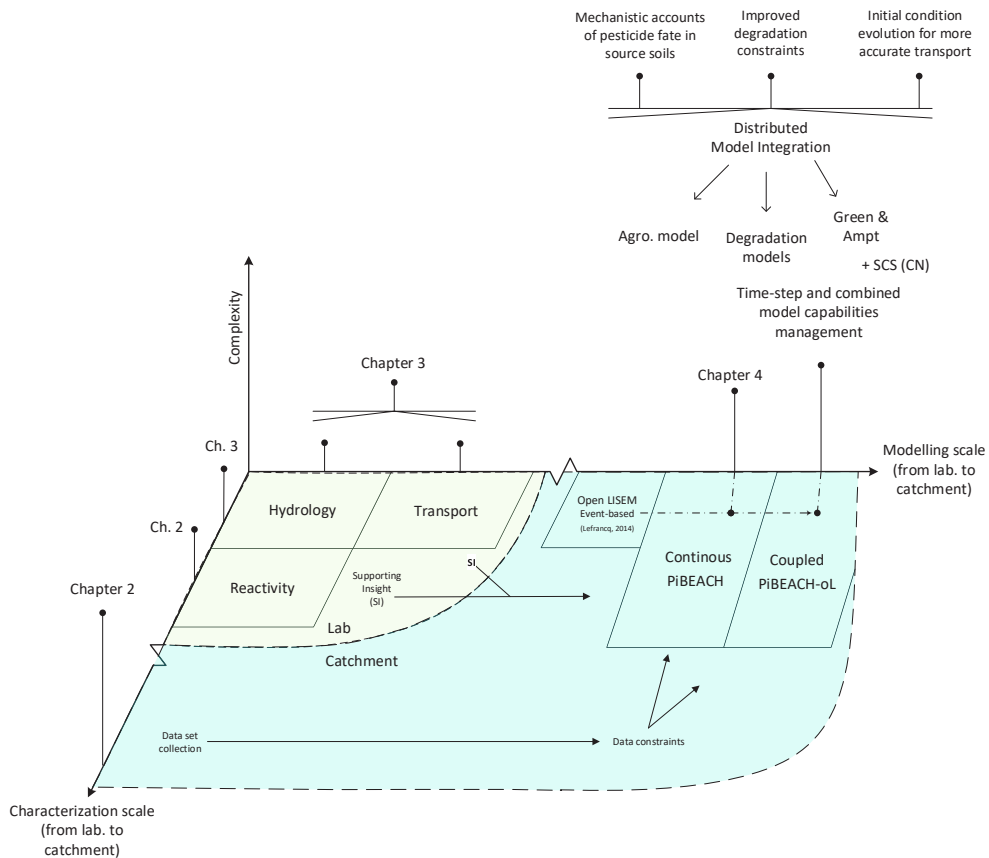 Mechanistic accounts
of pesticide fate in
source soils
Improved
degradation
constraints
Initial condition
evolution for more
accurate transport
Distributed
Model Integration
Agro. model
Degradation
models
Green &
Ampt
+ SCS (CN)
Time-step and combined
model capabilities
management
Complexity
Chapter 3
Chapter 4
Ch. 3
Modelling scale
(from lab. to
catchment)
Hydrology
Transport
Open LISEM
Event-based
(Lefrancq, 2014)
Ch. 2
Continous
PiBEACH
Coupled
PiBEACH-oL
SI
Reactivity
Supporting
Insight
(SI)
Chapter 2
Lab
Catchment
Data set
collection
Data constraints
Characterization scale
(from lab. to
catchment)